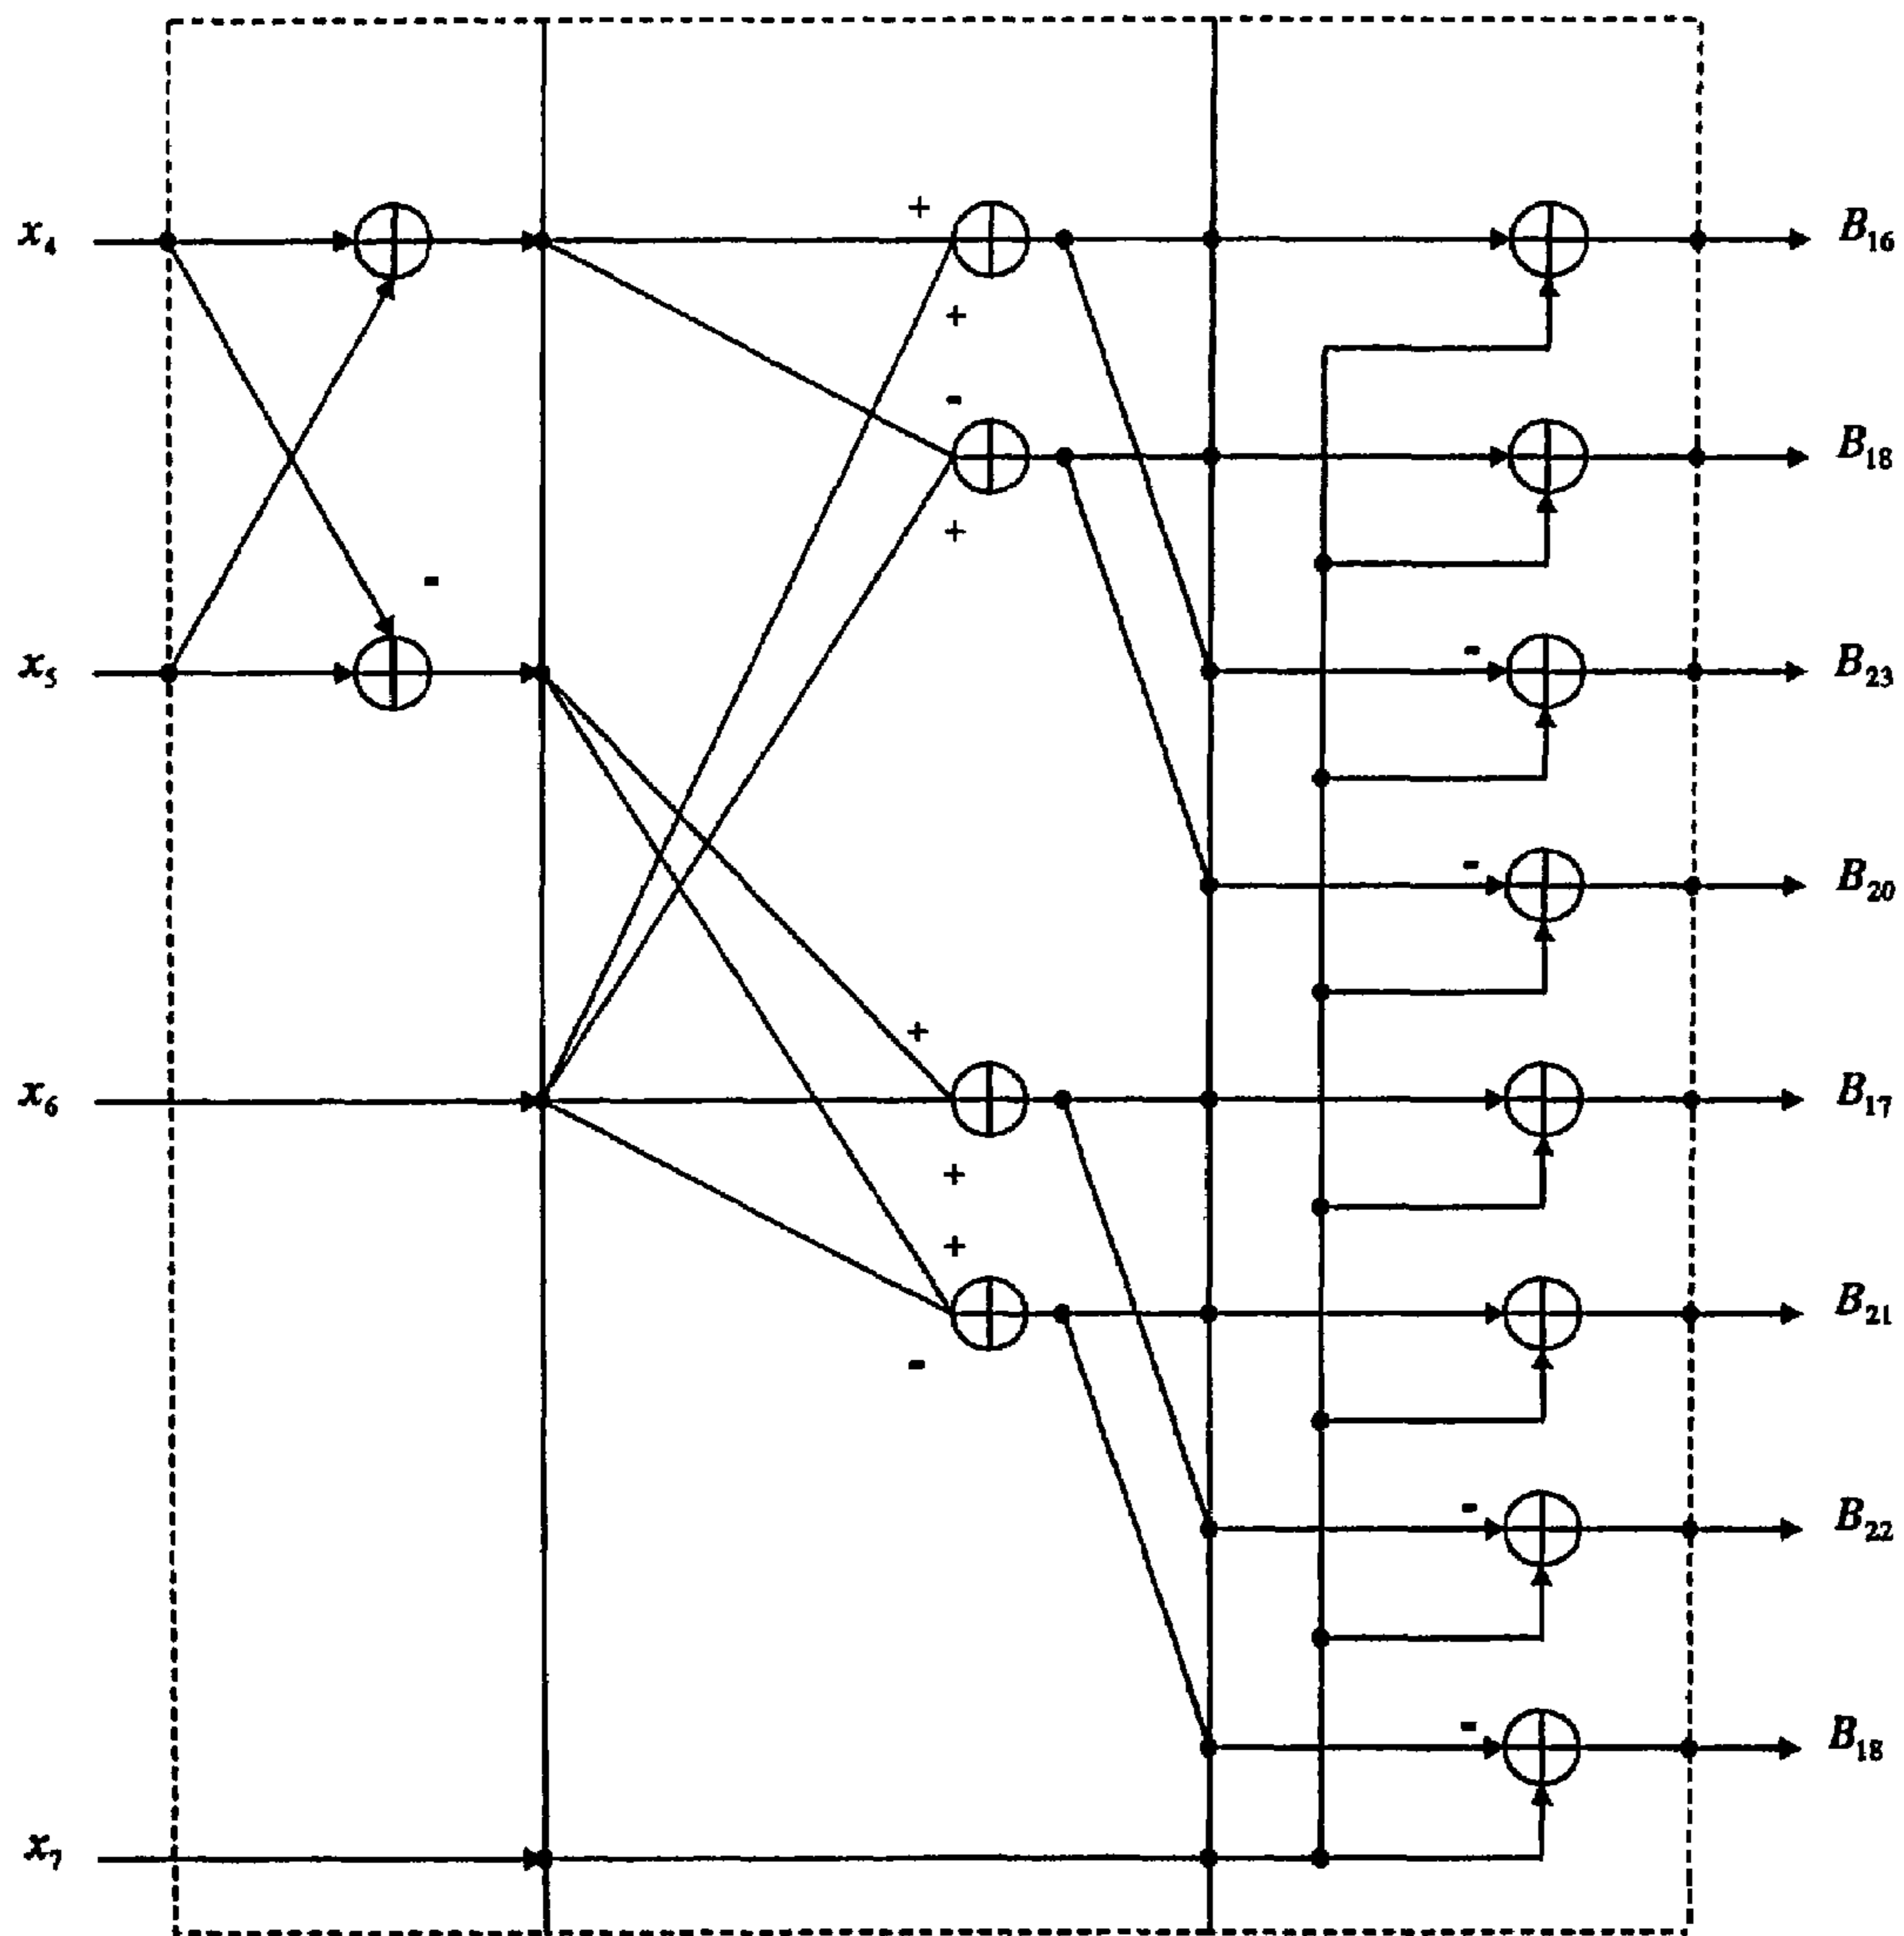 x4
+
B16
+
-
B18
+
-
x5
-
B23
-
B20
+
x6
B17
+
+
B21
-
-
B22
-
B18
x7